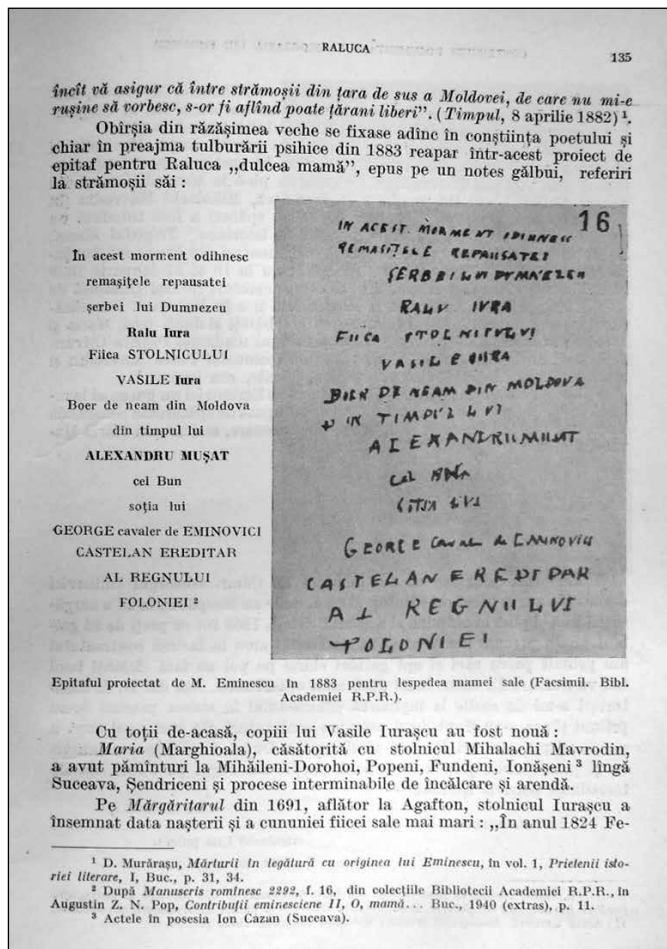 RALUCA
135
încît vă asigur că între strămoșii din țara de sus a Moldovei, de care nu mi-e
rușine să vorbesc, s-or fi aflînd poate țărani liberi”. (Timpul, 8 aprilie 1882) ¹.
Obîrșia din răzășimea veche se fixase adînc în conștiința poetului și
chiar în preajma tulburării psihice din 1883 reapar într-acest proiect de
epitaf pentru Raluca „dulcea mamă”, epus pe un notes gălbui, referiri
la strămoșii săi :
În acest morment odihnesc
remașițele repausatei
șerbei lui Dumnezeu
Ralu Iura
Fiica STOLNICULUI
VASILE Iura
Boer de neam din Moldova
din timpul lui
ALEXANDRU MUȘAT
cel Bun
soția lui
GEORGE cavaler de EMINOVICI
CASTELAN EREDITAR
AL REGNULUI
FOLONIEI ²
16
IN ACEST MORMENT ODIHNESC
REMASIȚELE REPAUSATEI
ȘERBEI LUI DUMNEZEU
RALU IURA
FIICA STOLNICULUI
VASILE IURA
BOER DE NEAM DIN MOLDOVA
IN TIMPUL LUI
ALEXANDRU MUȘAT
CEL BUN
SOȚIA LUI
GEORGE CAVAL de EMINOVICI
CASTELAN EREDITAR
AL REGNULUI
POLONIEI
Epitaful proiectat de M. Eminescu în 1883 pentru lespedea mamei sale (Facsimil. Bibl.
Academiei R.P.R.).
Cu toții de-acasă, copiii lui Vasile Iurașcu au fost nouă :
Maria (Marghioala), căsătorită cu stolnicul Mihalachi Mavrodin,
a avut pămînturi la Mihăileni-Dorohoi, Popeni, Fundeni, Ionășeni ³ lîngă
Suceava, Șendriceni și procese interminabile de încălcare și arendă.
Pe Mărgăritarul din 1691, aflător la Agafton, stolnicul Iurașcu a
însemnat data nașterii și a cununiei fiicei sale mai mari : „În anul 1824 Fe-
¹ D. Murărașu, Mărturii în legătură cu originea lui Eminescu, în vol. 1, Prietenii isto-
riei literare, I, Buc., p. 31, 34.
² După Manuscris romînesc 2292, f. 16, din colecțiile Bibliotecii Academiei R.P.R., în
Augustin Z. N. Pop, Contribuții eminesciene II, O, mamă... Buc., 1940 (extras), p. 11.
³ Actele în posesia Ion Cazan (Suceava).